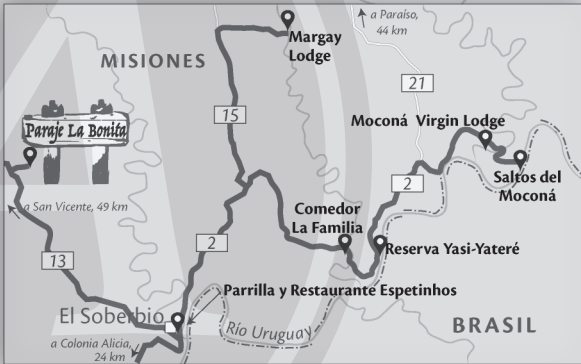 a Paraíso,
44 km
Margay
Lodge
MISIONES
21
15
Moconá Virgin Lodge
Paraje La Bonita
2
Saltos del
Moconá
a San Vicente, 49 km
Comedor
La Familia
2
Reserva Yasi-Yateré
13
Parrilla y Restaurante Espetinhos
El Soberbio
Río Uruguay
BRASIL
a Colonia Alicia,
24 km